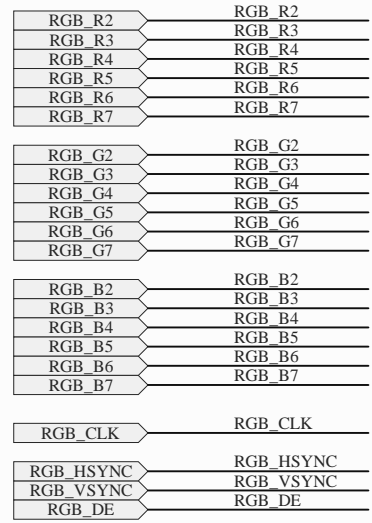 RGB_R2 RGB_R2
RGB_R3 RGB_R3
RGB_R4 RGB_R4
RGB_R5 RGB_R5
RGB_R6 RGB_R6
RGB_R7 RGB_R7
RGB_G2 RGB_G2
RGB_G3 RGB_G3
RGB_G4 RGB_G4
RGB_G5 RGB_G5
RGB_G6 RGB_G6
RGB_G7 RGB_G7
RGB_B2 RGB_B2
RGB_B3 RGB_B3
RGB_B4 RGB_B4
RGB_B5 RGB_B5
RGB_B6 RGB_B6
RGB_B7 RGB_B7
RGB_CLK RGB_CLK
RGB_HSYNC RGB_HSYNC
RGB_VSYNC RGB_VSYNC
RGB_DE RGB_DE